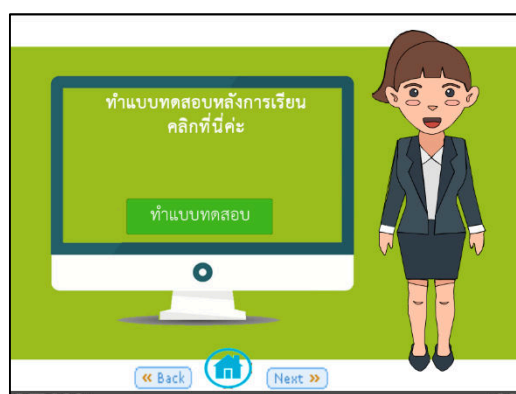 ทำแบบทดสอบหลังการเรียน
คลิกที่นี่ค่ะ
ทำแบบทดสอบ
« Back
Next »